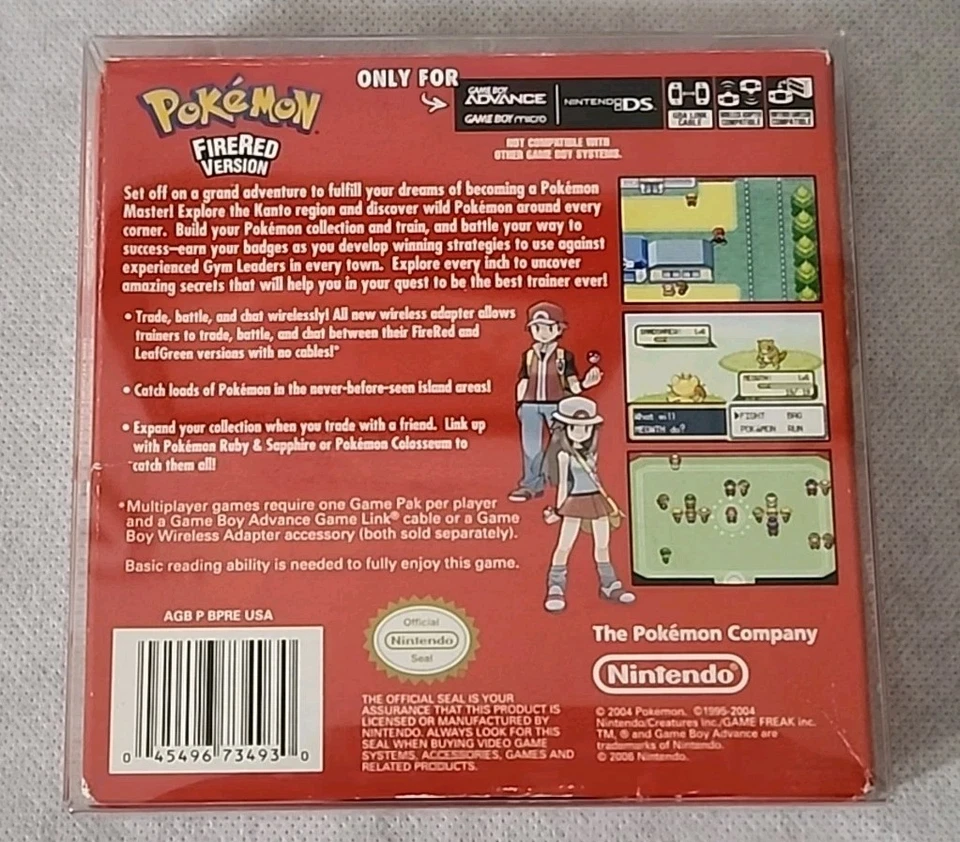 ONLY FOR
GAME BOY
ADVANCE
GAME BOY micro
NINTENDO DS
GBA LINK
CABLE
COMPATIBLE
COMPATIBLE
POKéMON
FIRERED
VERSION
NOT COMPATIBLE WITH
OTHER GAME BOY SYSTEMS.
Set off on a grand adventure to fulfill your dreams of becoming a Pokémon
Master! Explore the Kanto region and discover wild Pokémon around every
corner. Build your Pokémon collection and train, and battle your way to
success—earn your badges as you develop winning strategies to use against
experienced Gym Leaders in every town. Explore every inch to uncover
amazing secrets that will help you in your quest to be the best trainer ever!
• Trade, battle, and chat wirelessly! All new wireless adapter allows
trainers to trade, battle, and chat between their FireRed and
LeafGreen versions with no cables!*
• Catch loads of Pokémon in the never-before-seen island areas!
• Expand your collection when you trade with a friend. Link up
with Pokémon Ruby & Sapphire or Pokémon Colosseum to
catch them all!
What will
MEOWTH do?
FIGHT BAG
POKéMON RUN
*Multiplayer games require one Game Pak per player
and a Game Boy Advance Game Link® cable or a Game
Boy Wireless Adapter accessory (both sold separately).
Basic reading ability is needed to fully enjoy this game.
AGB P BPRE USA
0 45496 73493 0
Official
Nintendo
Seal
THE OFFICIAL SEAL IS YOUR
ASSURANCE THAT THIS PRODUCT IS
LICENSED OR MANUFACTURED BY
NINTENDO. ALWAYS LOOK FOR THIS
SEAL WHEN BUYING VIDEO GAME
SYSTEMS, ACCESSORIES, GAMES AND
RELATED PRODUCTS.
The Pokémon Company
Nintendo®
© 2004 Pokémon. ©1995-2004
Nintendo/Creatures inc./GAME FREAK inc.
TM, ® and Game Boy Advance are
trademarks of Nintendo.
© 2006 Nintendo.